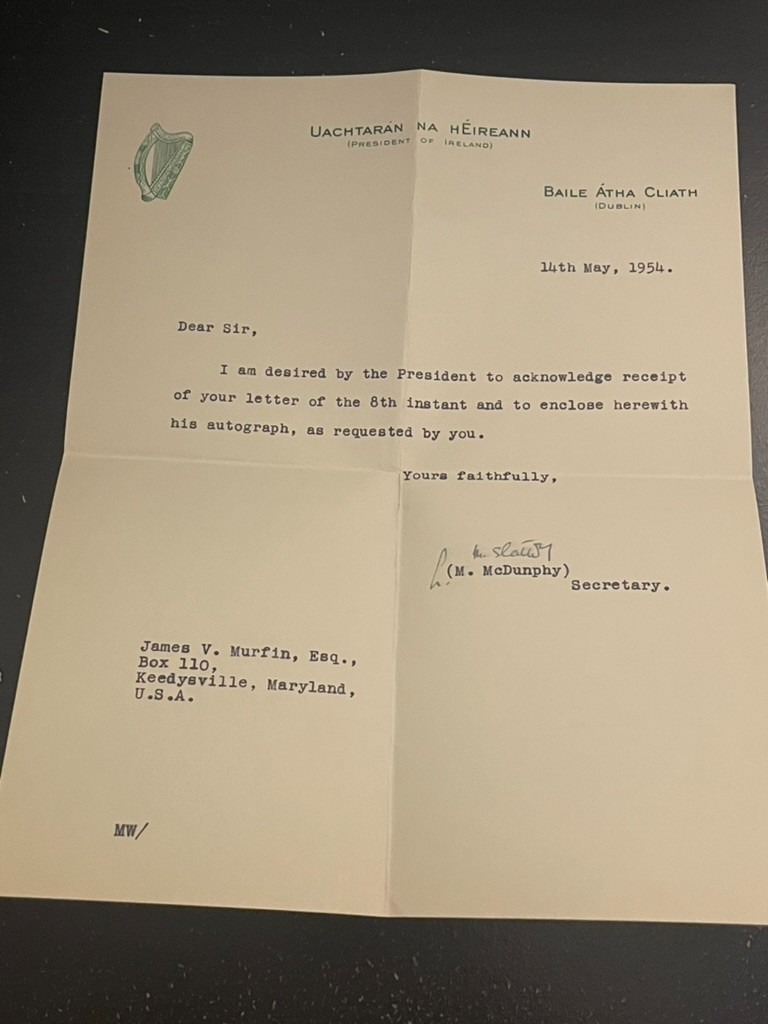 UACHTARÁN NA hÉIREANN
(PRESIDENT OF IRELAND)
BAILE ÁTHA CLIATH
(DUBLIN)
14th May, 1954.
Dear Sir,
I am desired by the President to acknowledge receipt
of your letter of the 8th instant and to enclose herewith
his autograph, as requested by you.
Yours faithfully,
(M. McDunphy)
Secretary.
James V. Murfin, Esq.,
Box 110,
Keedysville, Maryland,
U.S.A.
MW/